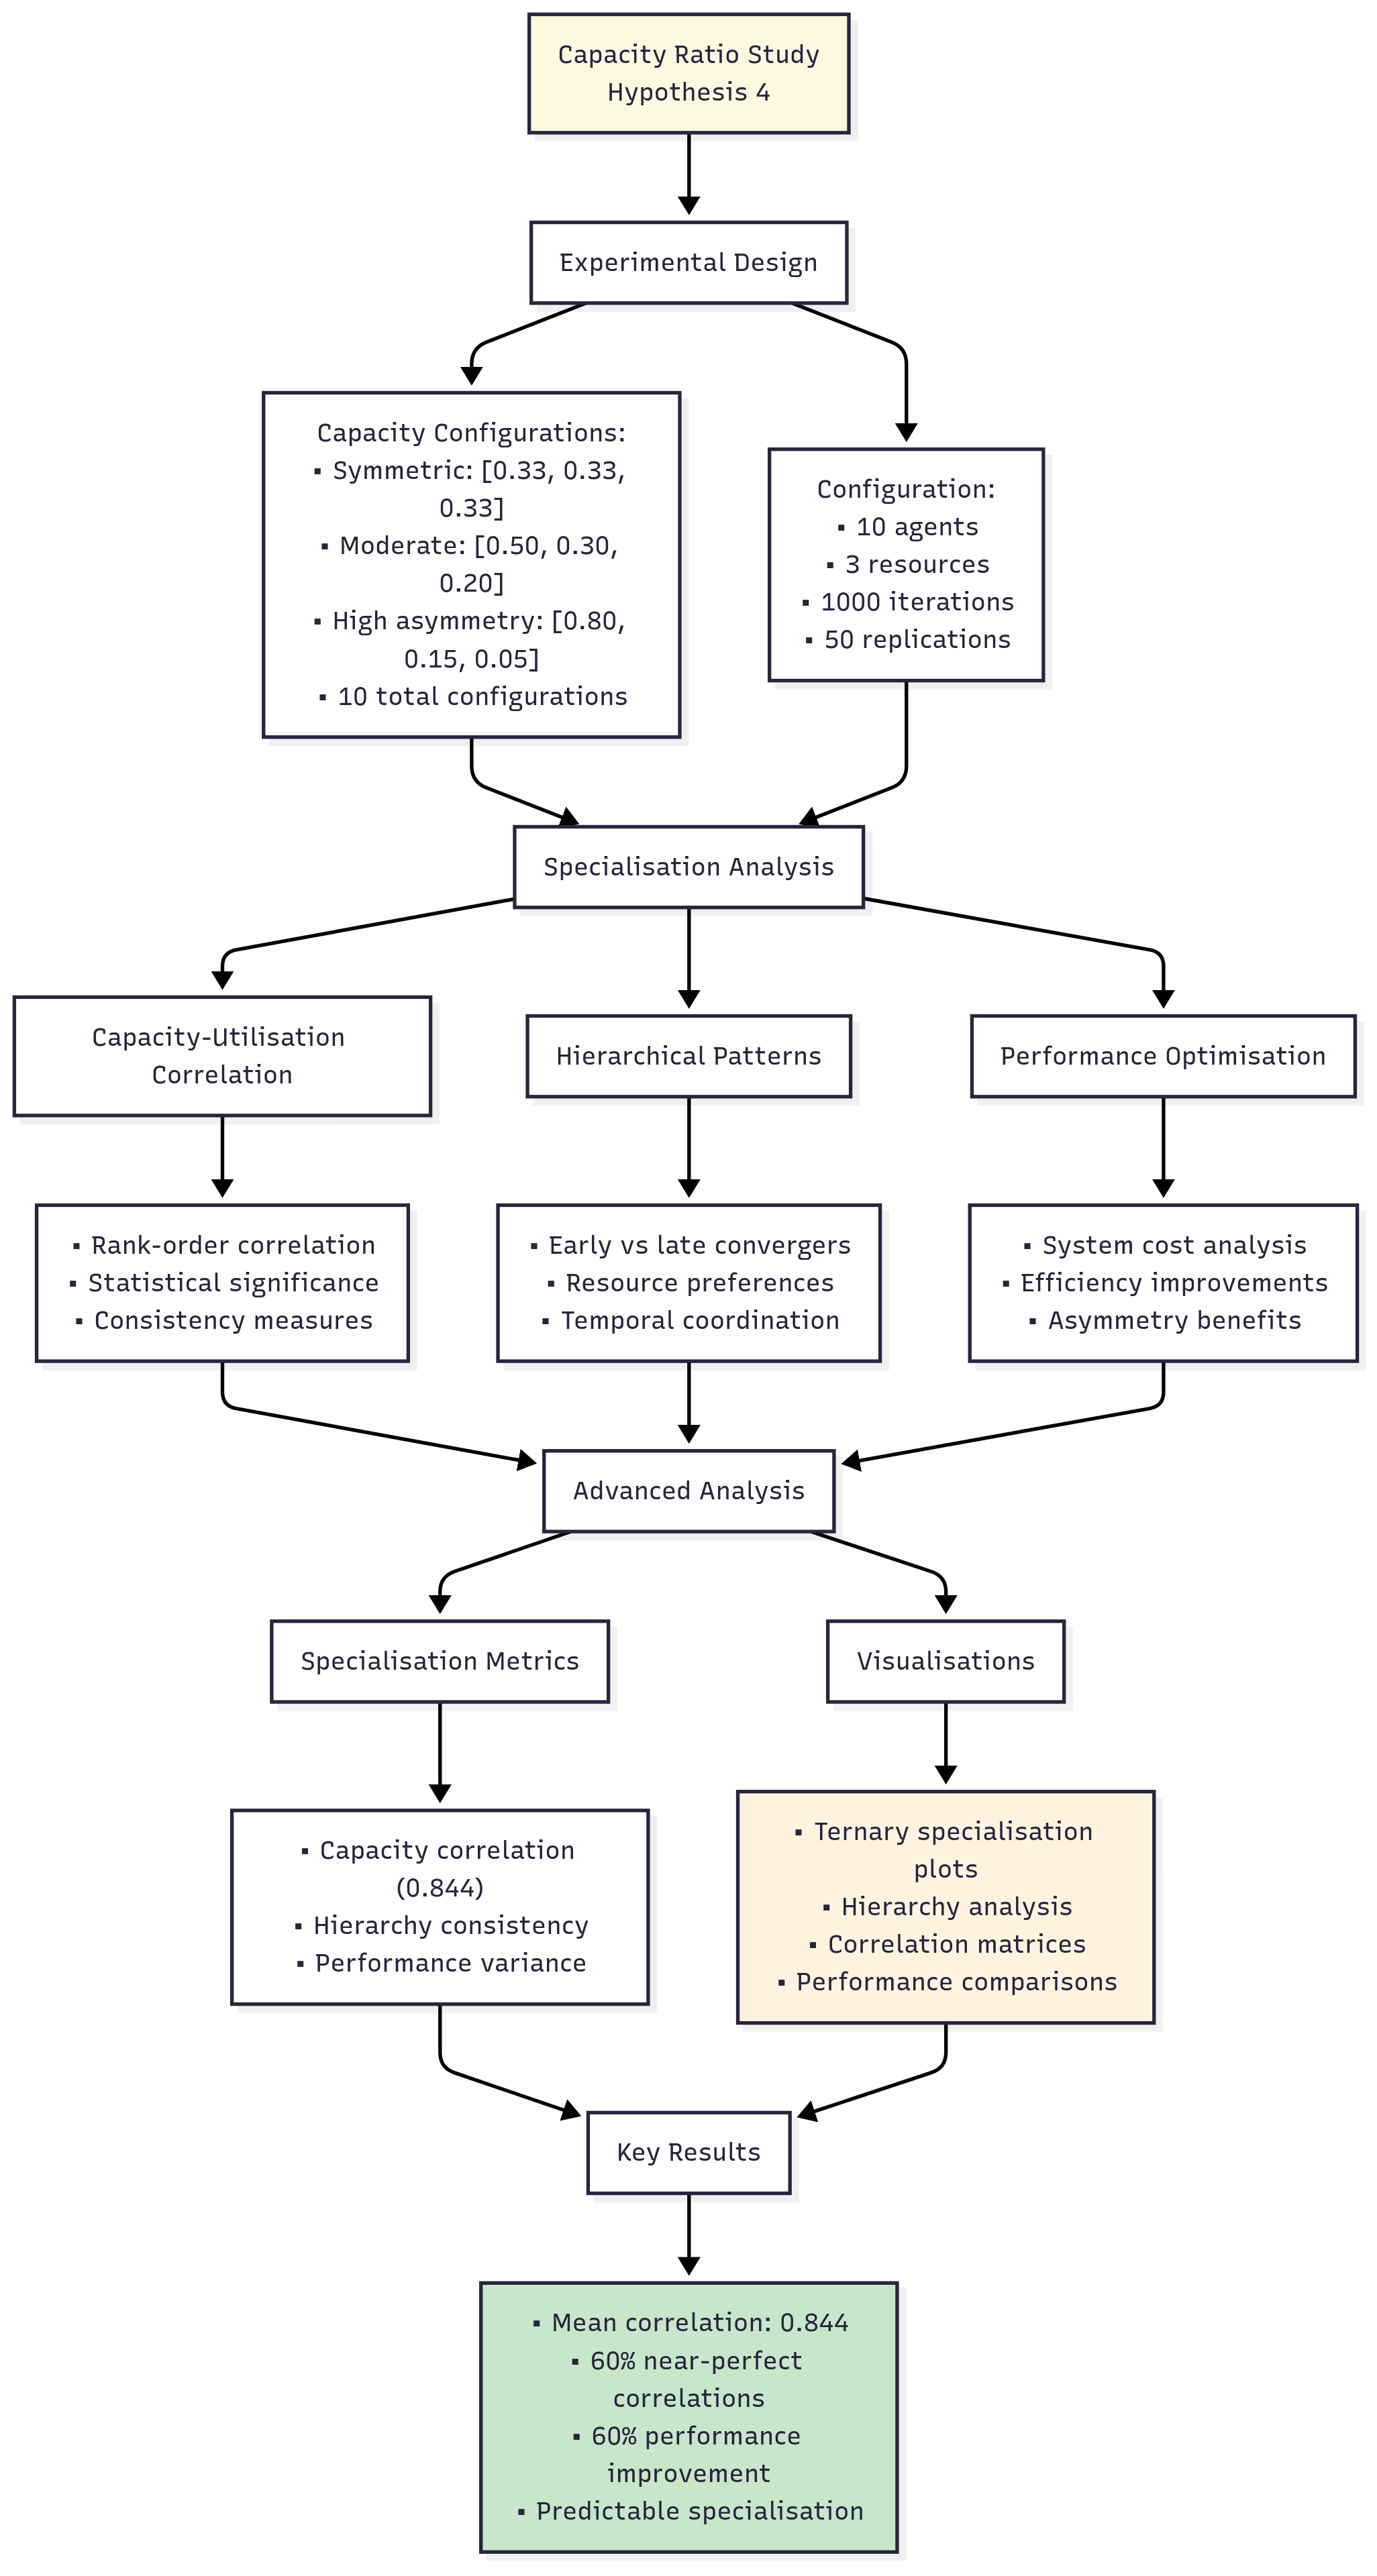 Capacity Ratio Study
Hypothesis 4
Experimental Design
Capacity Configurations:
▪ Symmetric: [0.33, 0.33,
0.33]
▪ Moderate: [0.50, 0.30,
0.20]
▪ High asymmetry: [0.80,
0.15, 0.05]
▪ 10 total configurations
Configuration:
▪ 10 agents
▪ 3 resources
▪ 1000 iterations
▪ 50 replications
Specialisation Analysis
Capacity-Utilisation
Correlation
Hierarchical Patterns
Performance Optimisation
▪ Rank-order correlation
▪ Statistical significance
▪ Consistency measures
▪ Early vs late convergers
▪ Resource preferences
▪ Temporal coordination
▪ System cost analysis
▪ Efficiency improvements
▪ Asymmetry benefits
Advanced Analysis
Specialisation Metrics
Visualisations
▪ Capacity correlation
(0.844)
▪ Hierarchy consistency
▪ Performance variance
▪ Ternary specialisation
plots
▪ Hierarchy analysis
▪ Correlation matrices
▪ Performance comparisons
Key Results
▪ Mean correlation: 0.844
▪ 60% near-perfect
correlations
▪ 60% performance
improvement
▪ Predictable specialisation